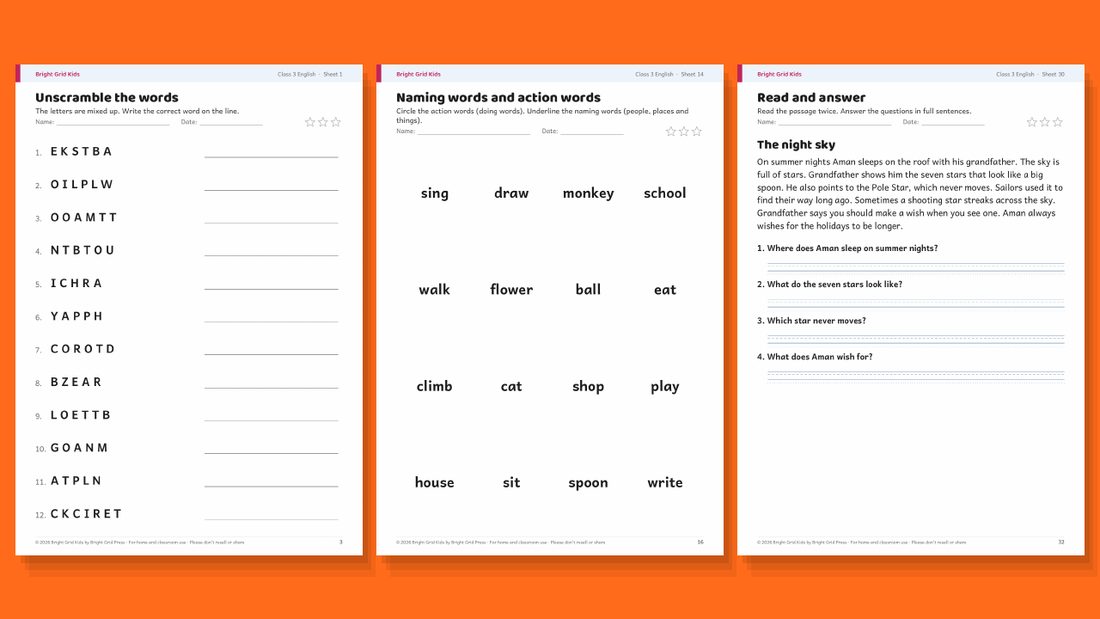 Bright Grid Kids
Class 3 English · Sheet 1
Unscramble the words
The letters are mixed up. Write the correct word on the line.
Name:
Date:
1. E K S T B A
2. O I L P L W
3. O O A M T T
4. N T B T O U
5. I C H R A
6. Y A P P H
7. C O R O T D
8. B Z E A R
9. L O E T T B
10. G O A N M
11. A T P L N
12. C K C I R E T
© 2026 Bright Grid Kids by Bright Grid Press · For home and classroom use · Please don't resell or share
3
Bright Grid Kids
Class 3 English · Sheet 14
Naming words and action words
Circle the action words (doing words). Underline the naming words (people, places and
things).
Name:
Date:
sing draw monkey school
walk flower ball eat
climb cat shop play
house sit spoon write
© 2026 Bright Grid Kids by Bright Grid Press · For home and classroom use · Please don't resell or share
16
Bright Grid Kids
Class 3 English · Sheet 30
Read and answer
Read the passage twice. Answer the questions in full sentences.
Name:
Date:
The night sky
On summer nights Aman sleeps on the roof with his grandfather. The sky is
full of stars. Grandfather shows him the seven stars that look like a big
spoon. He also points to the Pole Star, which never moves. Sailors used it to
find their way long ago. Sometimes a shooting star streaks across the sky.
Grandfather says you should make a wish when you see one. Aman always
wishes for the holidays to be longer.
1. Where does Aman sleep on summer nights?
2. What do the seven stars look like?
3. Which star never moves?
4. What does Aman wish for?
© 2026 Bright Grid Kids by Bright Grid Press · For home and classroom use · Please don't resell or share
32